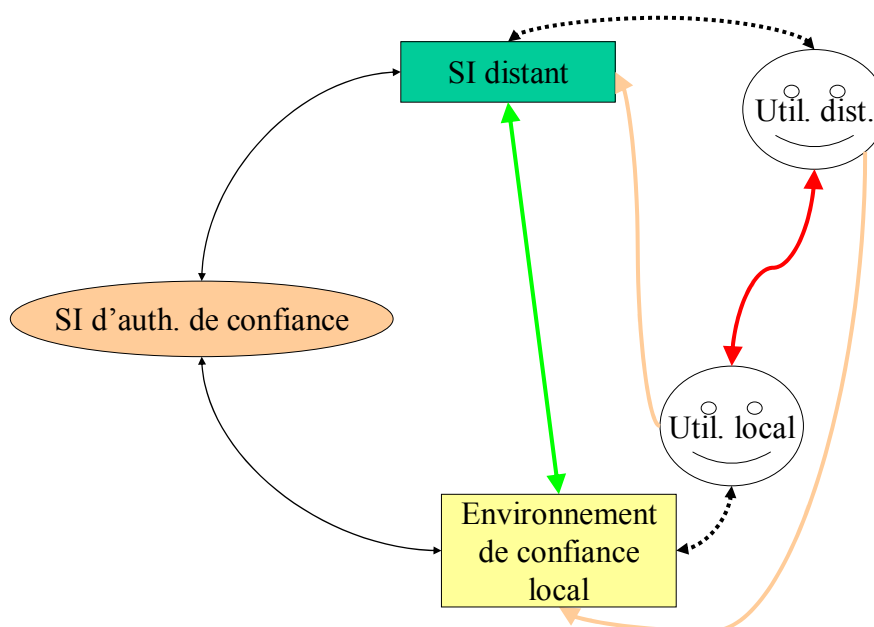 SI distant
Util. dist.
SI d'auth. de confiance
Util. local
Environnement
de confiance
local